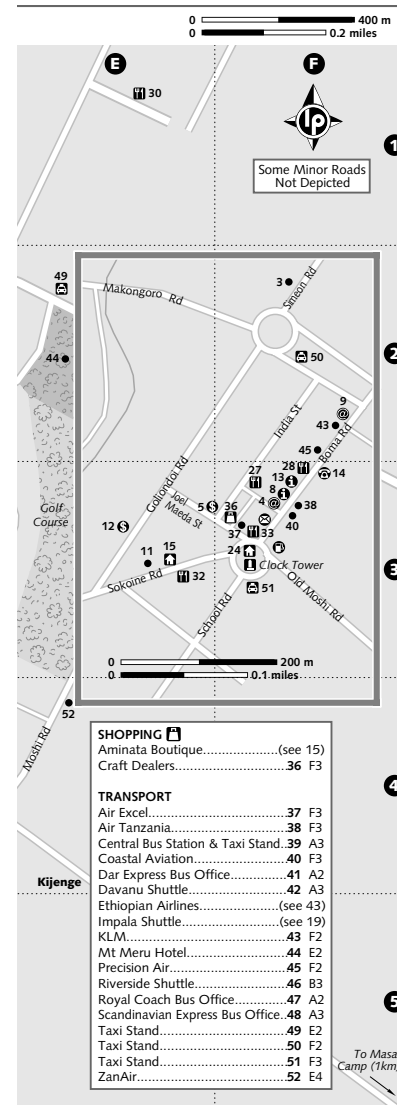 0 400 m
0 0.2 miles
E F
30
lp
1
Some Minor Roads
Not Depicted
49
3
Simeon Rd
Makongoro Rd
50
44
2
9
India St
43
Boma Rd
45
Goliondoi Rd
27
28
14
13
8
Joel
Maeda St
5
36
4
38
Golf
Course
12
37
33
40
11
15
24
Clock Tower
3
32
Sokoine Rd
51
Old Moshi Rd
School Rd
0 200 m
0 0.1 miles
52
Moshi Rd
SHOPPING
Aminata Boutique....................(see 15)
Craft Dealers..............................36 F3
4
TRANSPORT
Air Excel....................................37 F3
Air Tanzania..............................38 F3
Central Bus Station & Taxi Stand..39 A3
Coastal Aviation........................40 F3
Kijenge
Dar Express Bus Office..............41 A2
Davanu Shuttle.........................42 A3
Ethiopian Airlines.....................(see 43)
Impala Shuttle..........................(see 19)
KLM..........................................43 F2
Mt Meru Hotel..........................44 E2
Precision Air..............................45 F2
Riverside Shuttle.......................46 B3
5
Royal Coach Bus Office.............47 A2
Scandinavian Express Bus Office..48 A3
Taxi Stand.................................49 E2
Taxi Stand.................................50 F2
Taxi Stand.................................51 F3
ZanAir.......................................52 E4
To Masa
Camp (1km